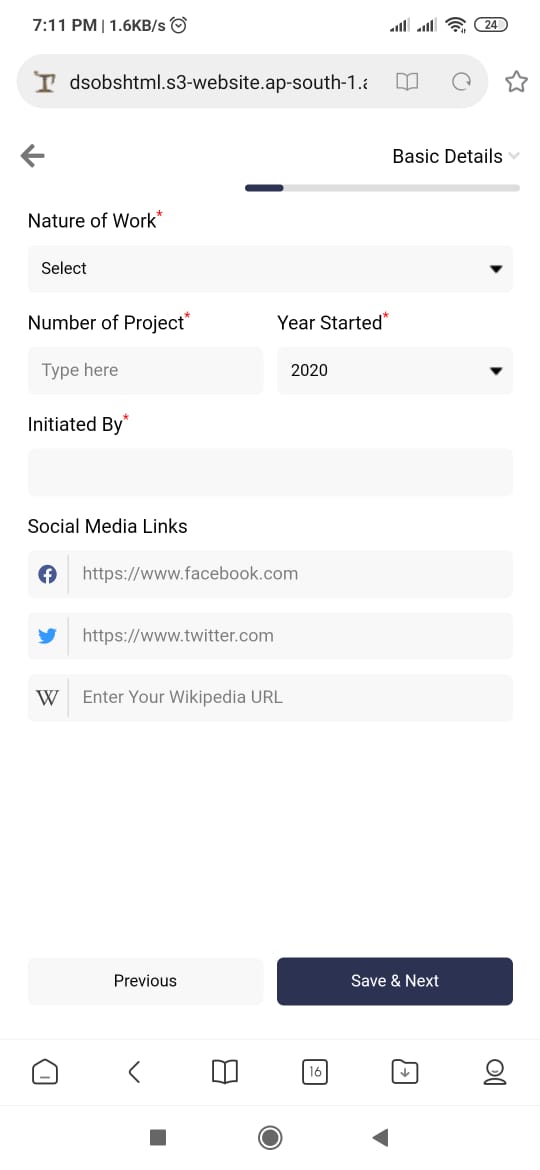 7:11 PM | 1.6KB/s
24
dsobshtml.s3-website.ap-south-1.a
Basic Details
Nature of Work*
Select
Number of Project* Year Started*
Type here 2020
Initiated By*
Social Media Links
https://www.facebook.com
https://www.twitter.com
W Enter Your Wikipedia URL
Previous Save & Next
16